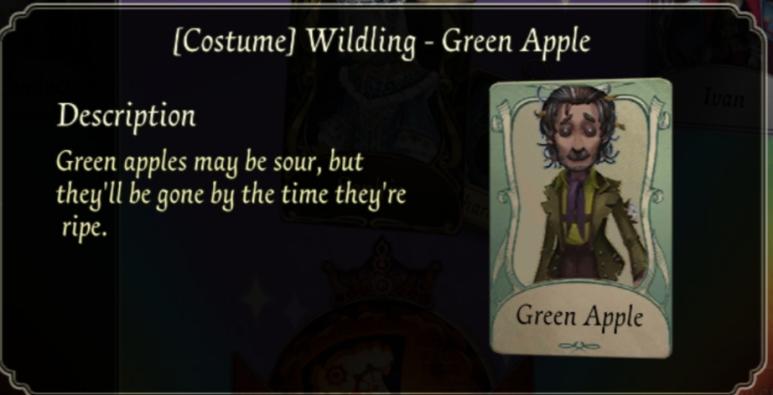 [Costume] Wildling - Green Apple
Description
Green apples may be sour, but
they'll be gone by the time they're
ripe.
Green Apple
Ivan